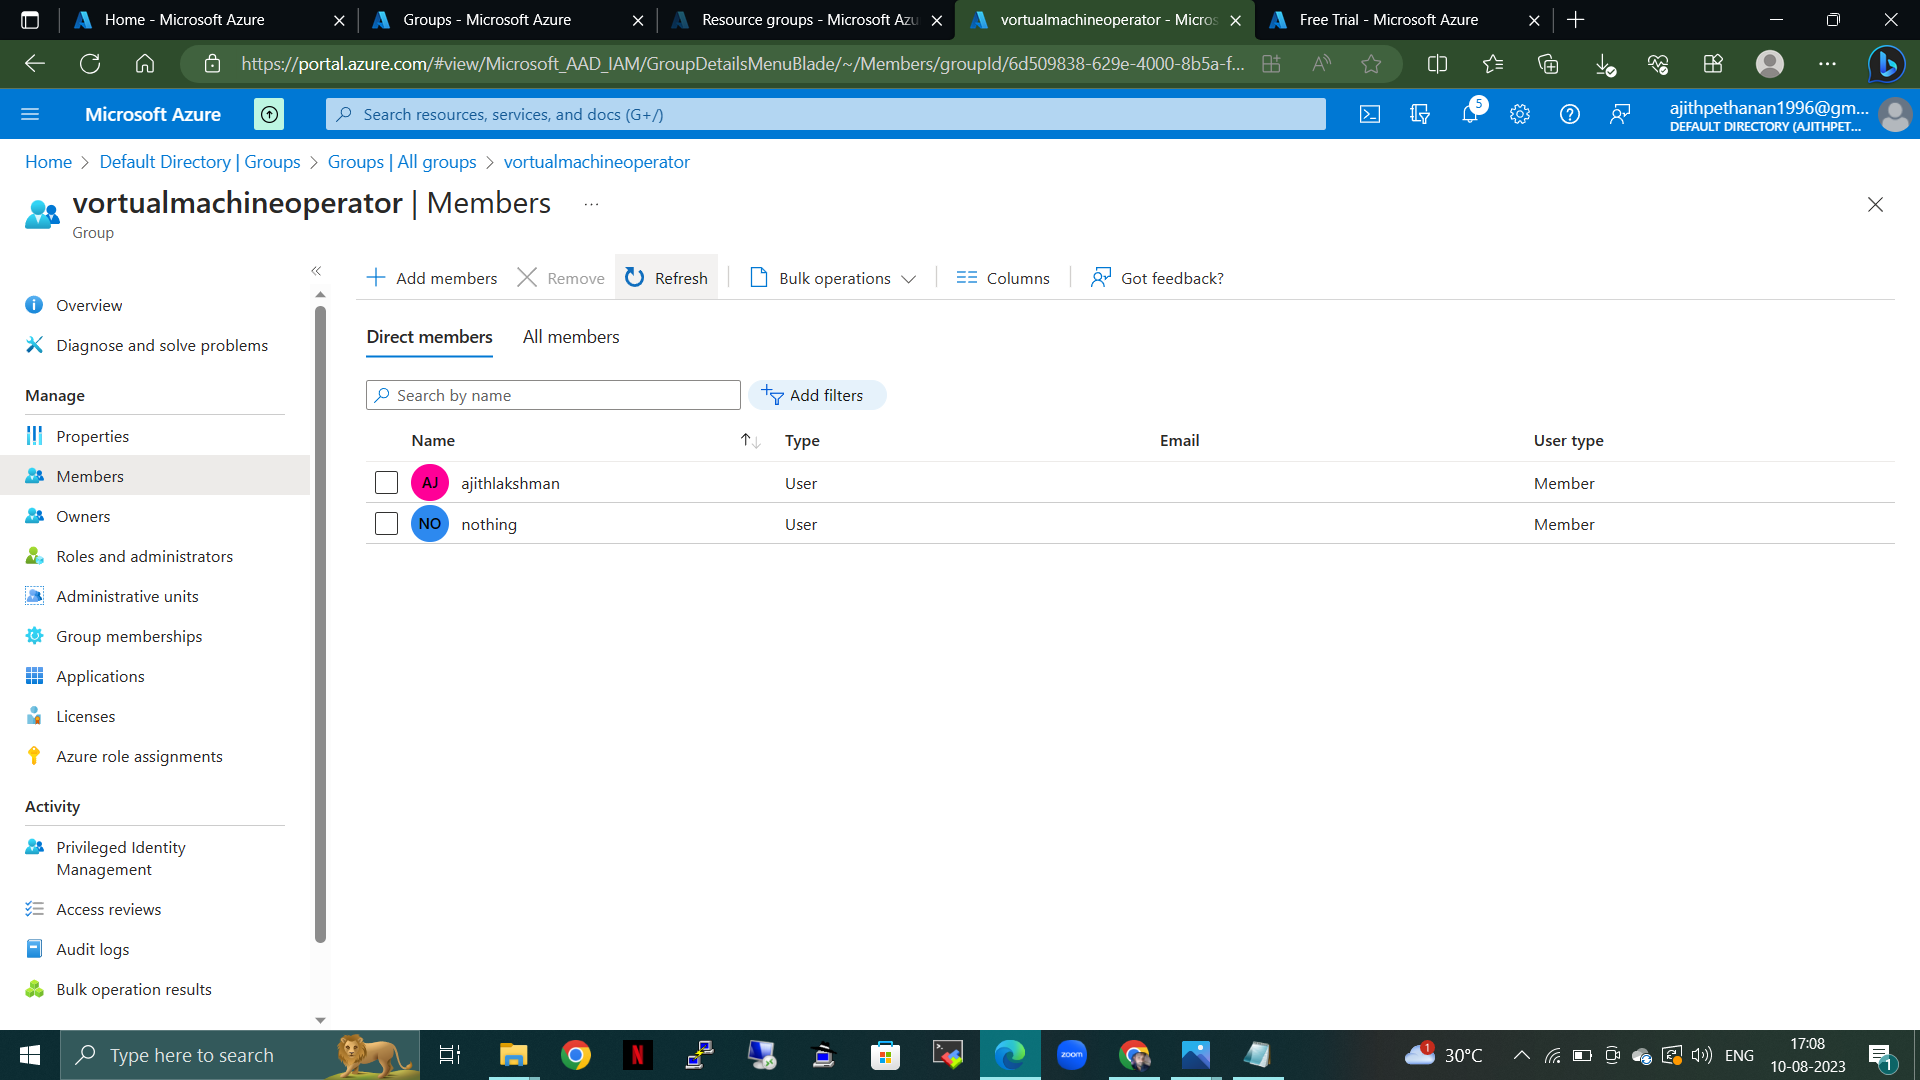 Home - Microsoft Azure
Groups - Microsoft Azure
Resource groups - Microsoft Azu
vortualmachineoperator - Micros
Free Trial - Microsoft Azure
https://portal.azure.com/#view/Microsoft_AAD_IAM/GroupDetailsMenuBlade/~/Members/groupId/6d509838-629e-4000-8b5a-f...
Microsoft Azure
Search resources, services, and docs (G+/)
5
ajithpethanan1996@gm...
DEFAULT DIRECTORY (AJITHPET...
Home > Default Directory | Groups > Groups | All groups > vortualmachineoperator
vortualmachineoperator | Members ...
Group
Overview
Diagnose and solve problems
Manage
Properties
Members
Owners
Roles and administrators
Administrative units
Group memberships
Applications
Licenses
Azure role assignments
Activity
Privileged Identity
Management
Access reviews
Audit logs
Bulk operation results
Add members
Remove
Refresh
Bulk operations
Columns
Got feedback?
Direct members
All members
Search by name
Add filters
Name Type Email User type
AJ ajithlakshman User Member
NO nothing User Member
Type here to search
N
zoom
1
30°C
ENG
17:08
10-08-2023
1